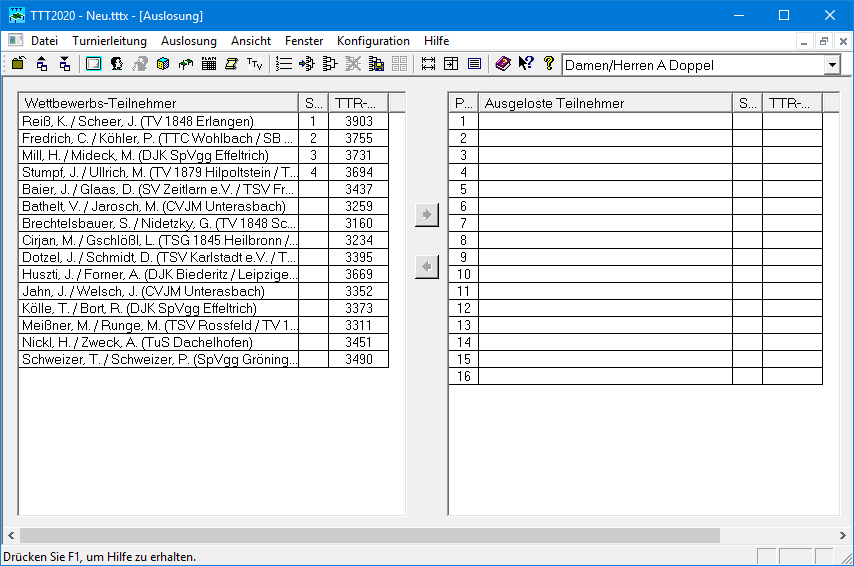 TTT2020 - Neu.tttx - [Auslosung]
Datei Turnierleitung Auslosung Ansicht Fenster Konfiguration Hilfe
Damen/Herren A Doppel
Wettbewerbs-Teilnehmer S... TTR-...
Reiß, K. / Scheer, J. (TV 1848 Erlangen) 1 3903
Fredrich, C. / Köhler, P. (TTC Wohlbach / SB ... 2 3755
Mill, H. / Mideck, M. (DJK SpVgg Effeltrich) 3 3731
Stumpf, J. / Ullrich, M. (TV 1879 Hilpoltstein / T... 4 3694
Baier, J. / Glaas, D. (SV Zeitlarn e.V. / TSV Fr... 3437
Bathelt, V. / Jarosch, M. (CVJM Unterasbach) 3259
Brechtelsbauer, S. / Nidetzky, G. (TV 1848 Sc... 3160
Cirjan, M. / Gschlößl, L. (TSG 1845 Heilbronn /... 3234
Dotzel, J. / Schmidt, D. (TSV Karlstadt e.V. / T... 3395
Huszti, J. / Forner, A. (DJK Biederitz / Leipzige... 3669
Jahn, J. / Welsch, J. (CVJM Unterasbach) 3352
Kölle, T. / Bort, R. (DJK SpVgg Effeltrich) 3373
Meißner, M. / Runge, M. (TSV Rossfeld / TV 1... 3311
Nickl, H. / Zweck, A. (TuS Dachelhofen) 3451
Schweizer, T. / Schweizer, P. (SpVgg Gröning... 3490
P... Ausgeloste Teilnehmer S... TTR-...
1
2
3
4
5
6
7
8
9
10
11
12
13
14
15
16
Drücken Sie F1, um Hilfe zu erhalten.